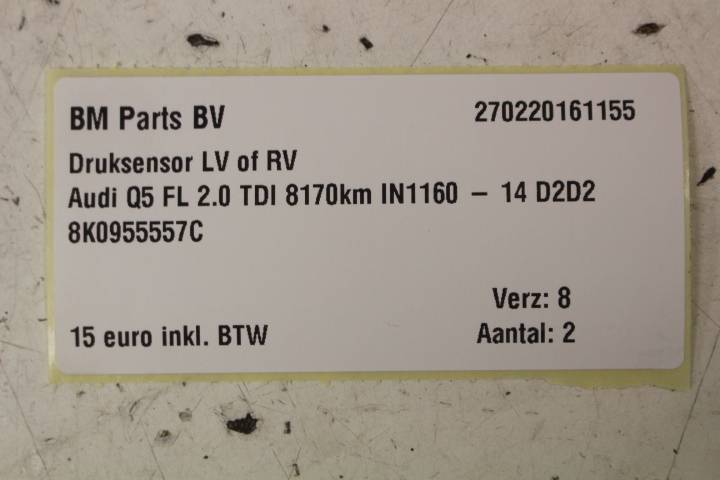 BM Parts BV 270220161155
Druksensor LV of RV
Audi Q5 FL 2.0 TDI 8170km IN1160 – 14 D2D2
8K0955557C
Verz: 8
15 euro inkl. BTW Aantal: 2